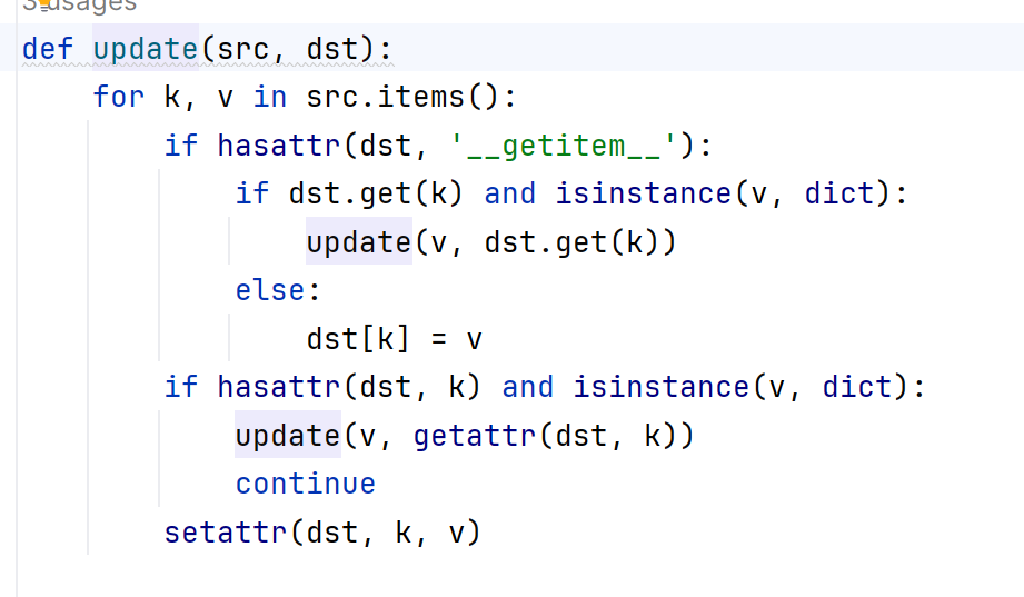 3 usages
def update(src, dst):
    for k, v in src.items():
        if hasattr(dst, '__getitem__'):
            if dst.get(k) and isinstance(v, dict):
                update(v, dst.get(k))
            else:
                dst[k] = v
        if hasattr(dst, k) and isinstance(v, dict):
            update(v, getattr(dst, k))
            continue
        setattr(dst, k, v)